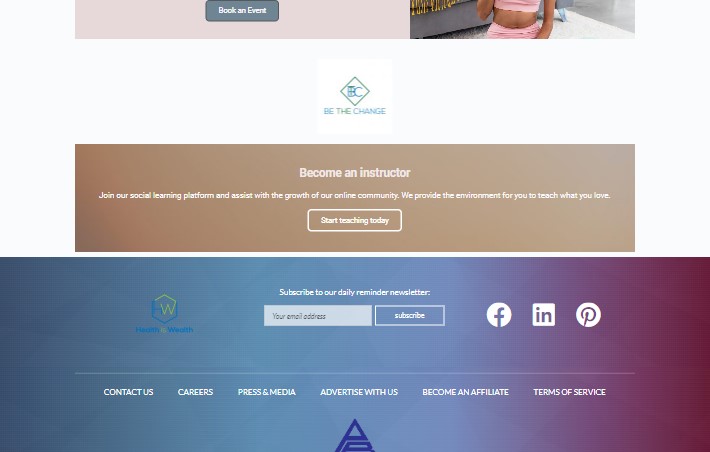 Book an Event
BE THE CHANGE
Become an instructor
Join our social learning platform and assist with the growth of our online community. We provide the environment for you to teach what you love.
Start teaching today
Subscribe to our daily reminder newsletter:
Your email address
subscribe
HW
Health & Wealth
CONTACT US
CAREERS
PRESS & MEDIA
ADVERTISE WITH US
BECOME AN AFFILIATE
TERMS OF SERVICE